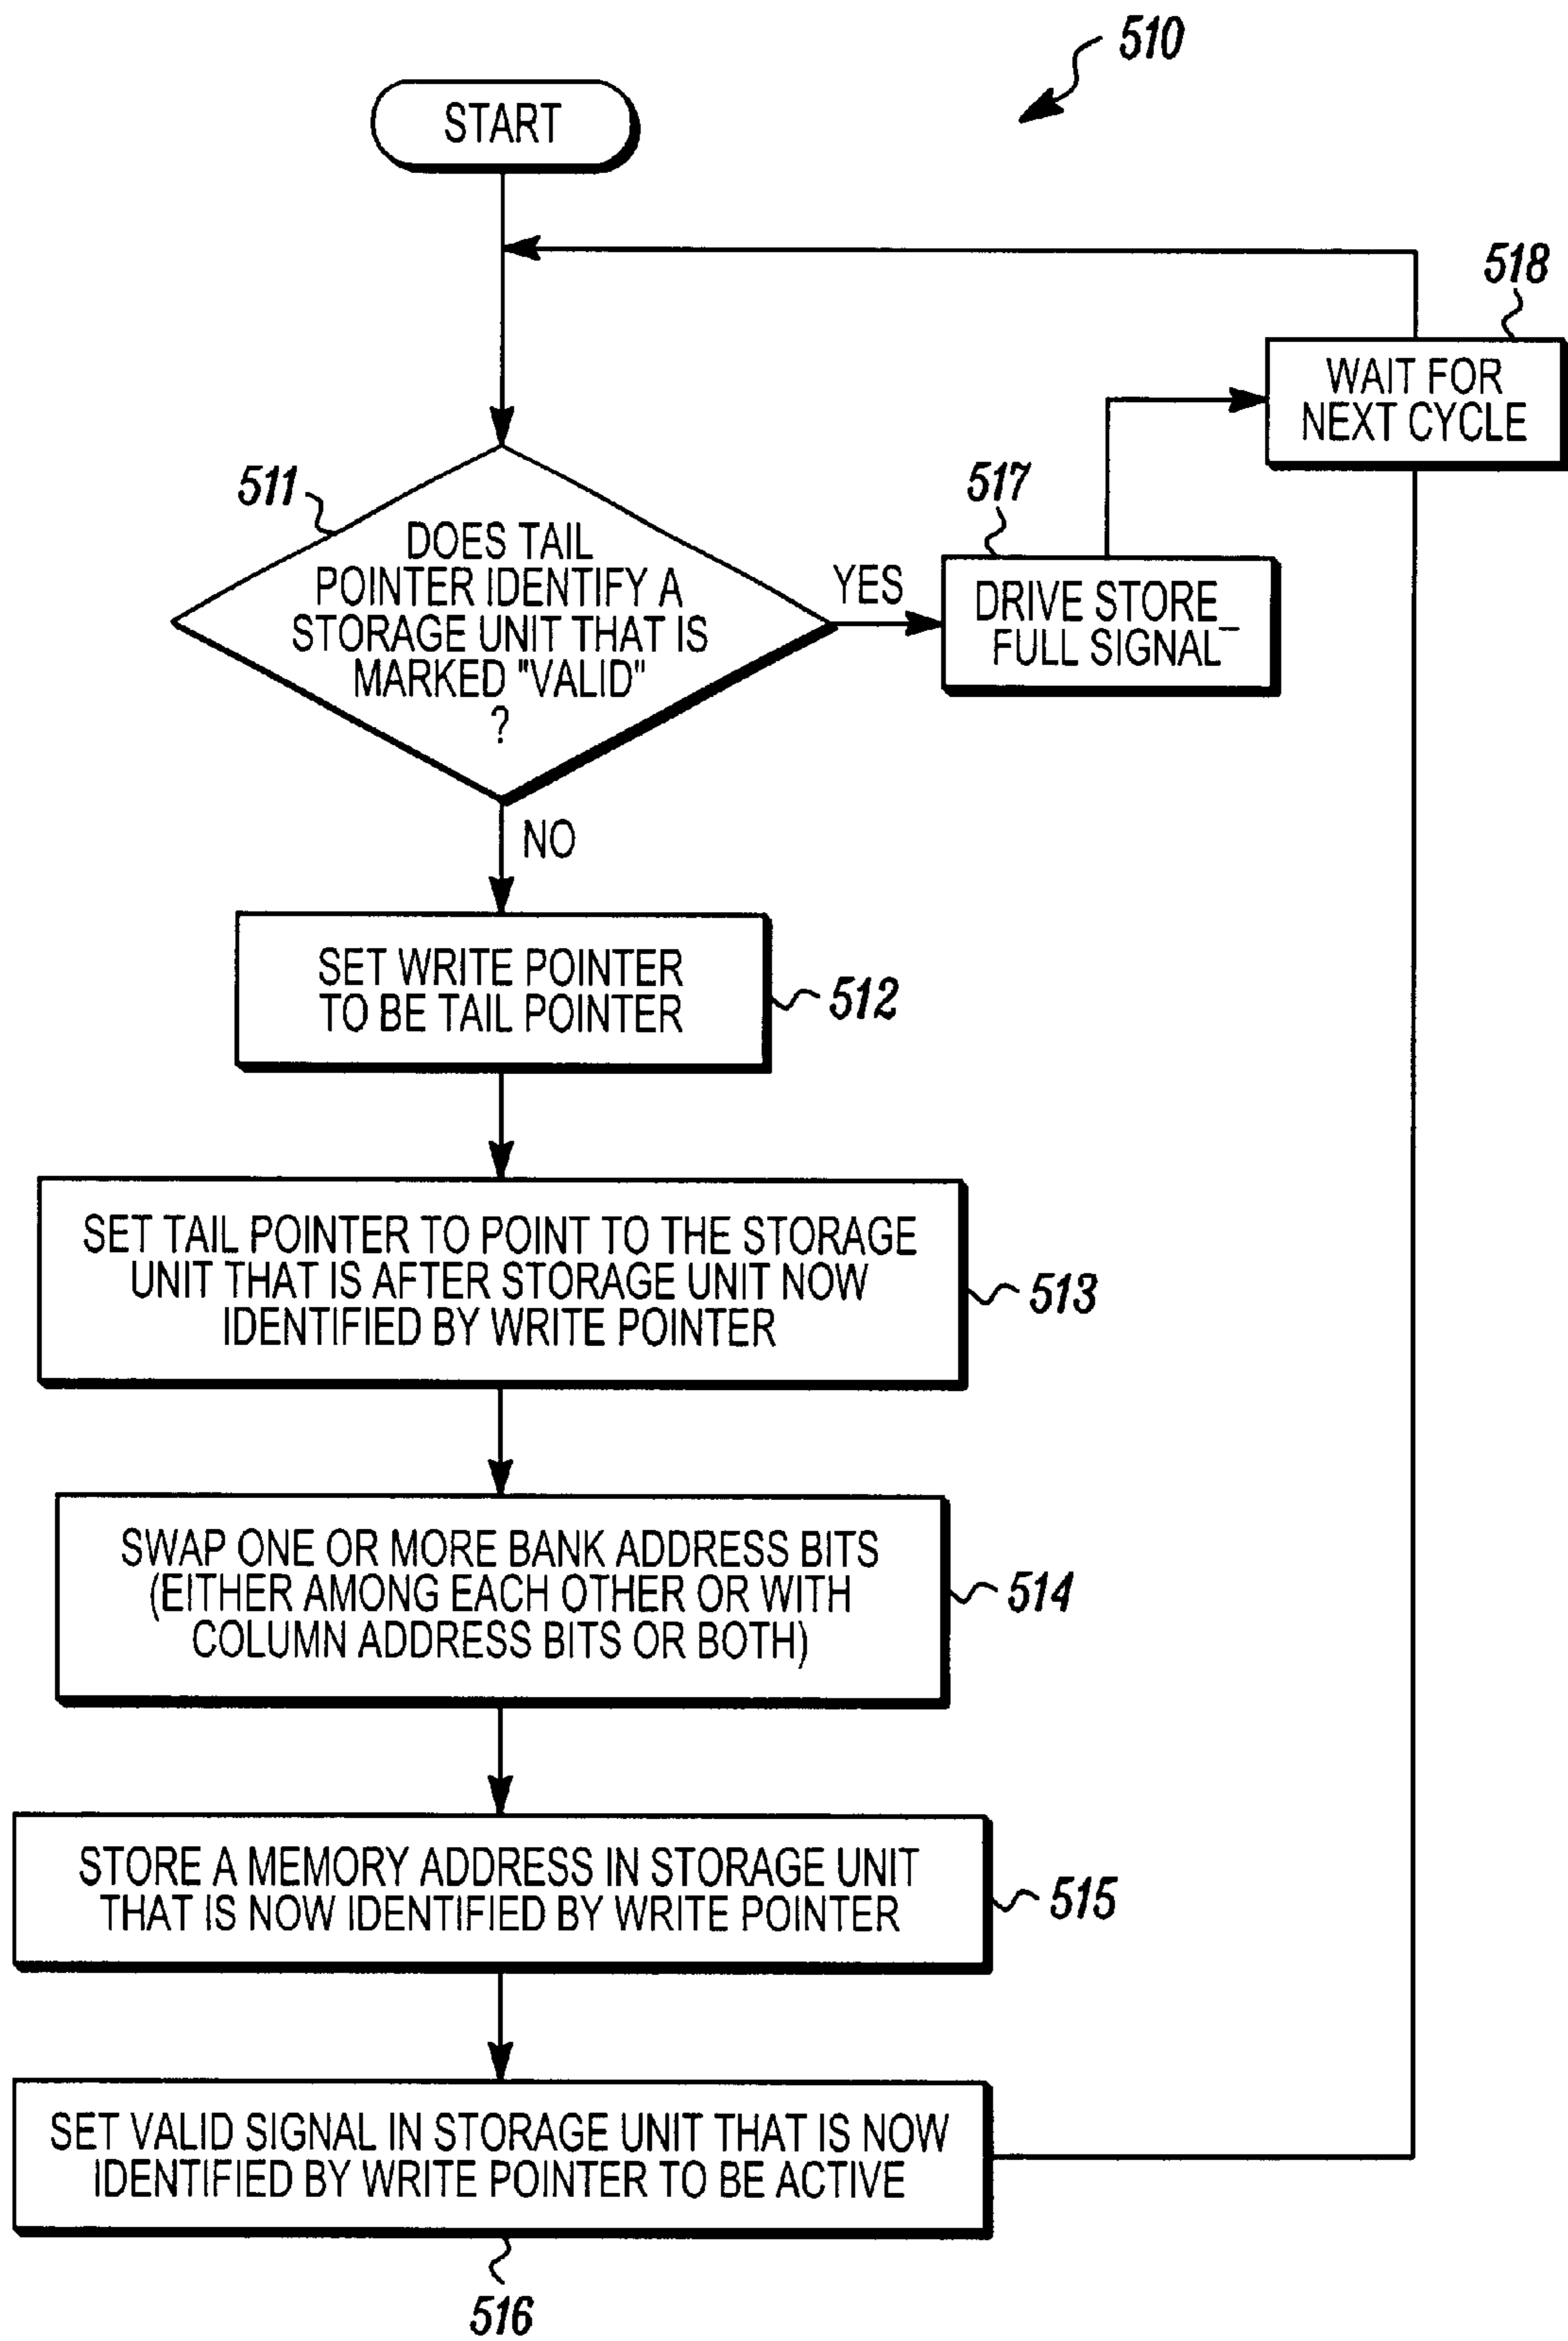 510
START
518
WAIT FOR
NEXT CYCLE
511
517
DOES TAIL
POINTER IDENTIFY A
STORAGE UNIT THAT IS
MARKED "VALID"
?
YES
DRIVE STORE_
FULL SIGNAL
NO
SET WRITE POINTER
TO BE TAIL POINTER
512
SET TAIL POINTER TO POINT TO THE STORAGE
UNIT THAT IS AFTER STORAGE UNIT NOW
IDENTIFIED BY WRITE POINTER
513
SWAP ONE OR MORE BANK ADDRESS BITS
(EITHER AMONG EACH OTHER OR WITH
COLUMN ADDRESS BITS OR BOTH)
514
STORE A MEMORY ADDRESS IN STORAGE UNIT
THAT IS NOW IDENTIFIED BY WRITE POINTER
515
SET VALID SIGNAL IN STORAGE UNIT THAT IS NOW
IDENTIFIED BY WRITE POINTER TO BE ACTIVE
516